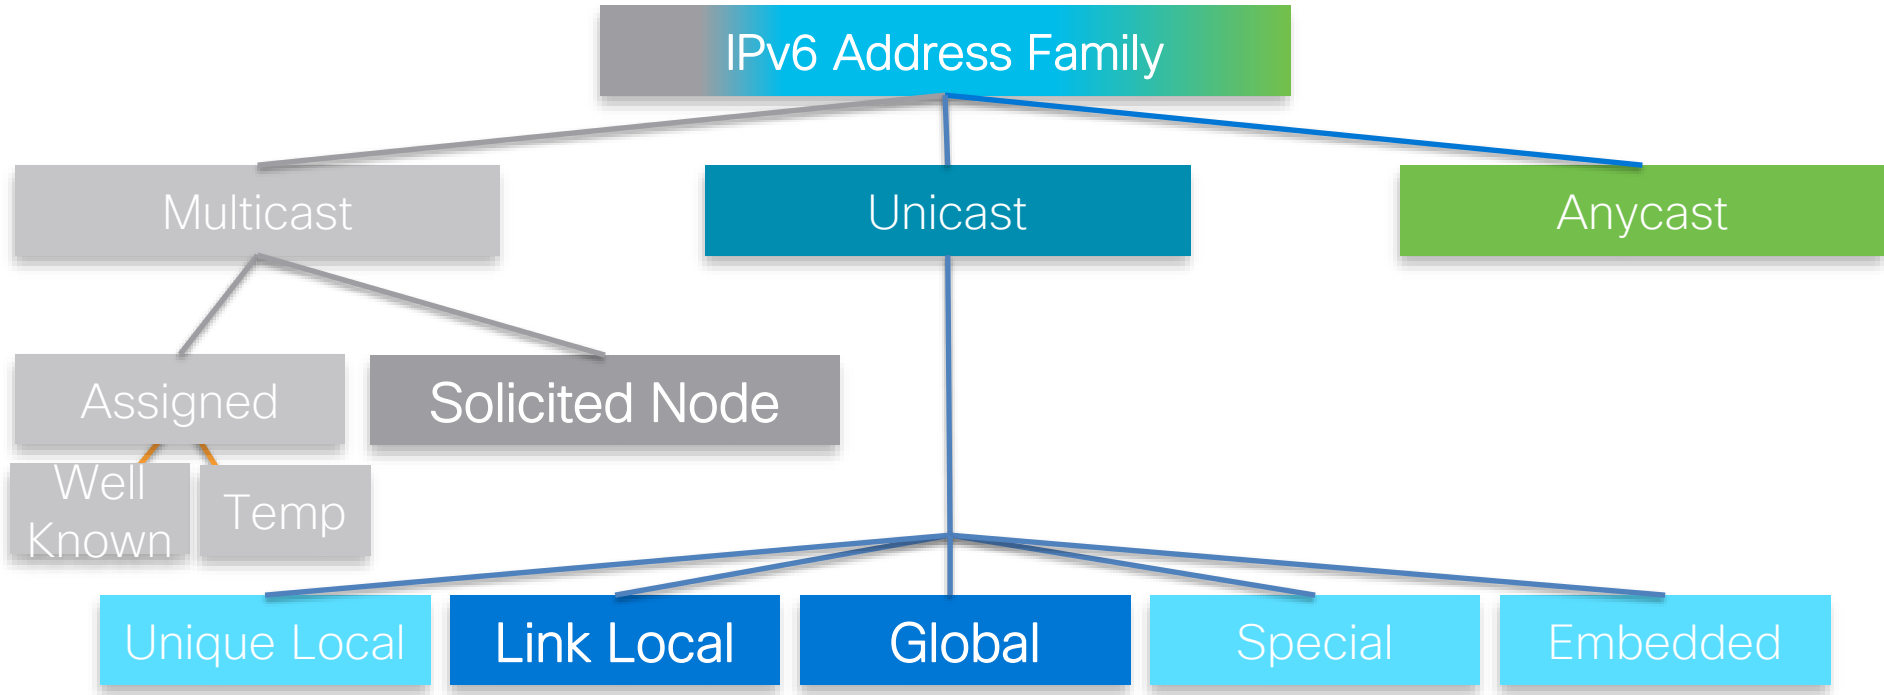 IPv6 Address Family
Multicast
Unicast
Anycast
Assigned
Solicited Node
Well
Known
Temp
Unique Local
Link Local
Global
Special
Embedded